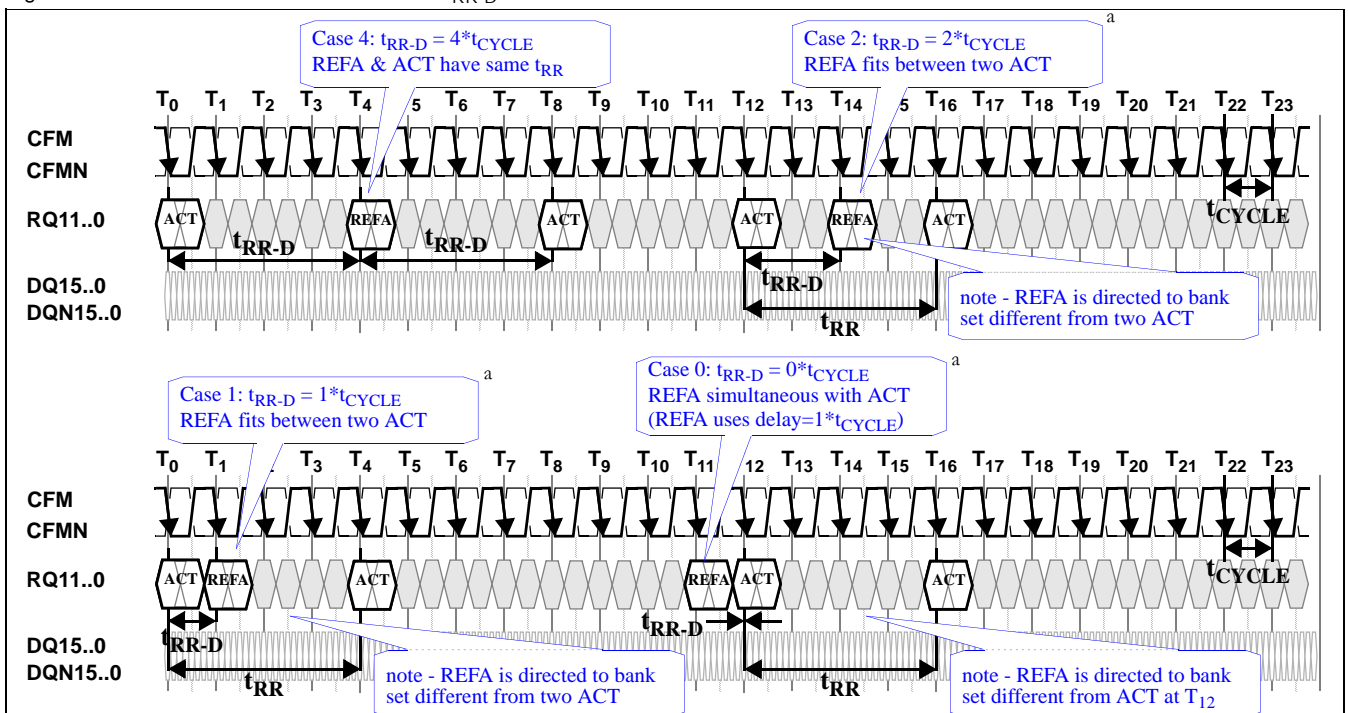 RR-D
Case 4: tRR-D = 4*tCYCLE
REFA & ACT have same tRR
Case 2: tRR-D = 2*tCYCLE
REFA fits between two ACT
a
T0 T1 T2 T3 T4 5 T6 T7 T8 T9 T10 T11 T12 T13 T14 5 T16 T17 T18 T19 T20 T21 T22 T23
CFM
CFMN
RQ11..0 ACT REFA ACT ACT REFA ACT tCYCLE
tRR-D tRR-D
DQ15..0 tRR-D
DQN15..0
tRR
note - REFA is directed to bank
set different from two ACT
Case 1: tRR-D = 1*tCYCLE
REFA fits between two ACT
a
Case 0: tRR-D = 0*tCYCLE
REFA simultaneous with ACT
(REFA uses delay=1*tCYCLE)
a
T0 T1 T3 T4 T5 T6 T7 T8 T9 T10 T11 12 T13 T14 T15 T16 T17 T18 T19 T20 T21 T22 T23
CFM
CFMN
RQ11..0 ACT REFA ACT REFA ACT ACT tCYCLE
tRR-D tRR-D
DQ15..0
DQN15..0
tRR tRR
note - REFA is directed to bank
set different from two ACT
note - REFA is directed to bank
set different from ACT at T12